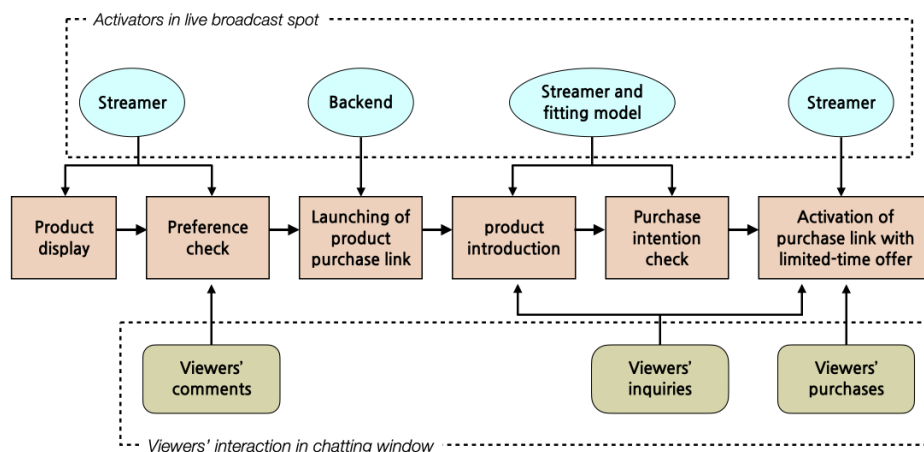 Activators in live broadcast spot
Streamer
Backend
Streamer and
fitting model
Streamer
Product
display
Preference
check
Launching of
product
purchase link
product
introduction
Purchase
intention
check
Activation of
purchase link with
limited-time offer
Viewers'
comments
Viewers'
inquiries
Viewers'
purchases
Viewers' interaction in chatting window